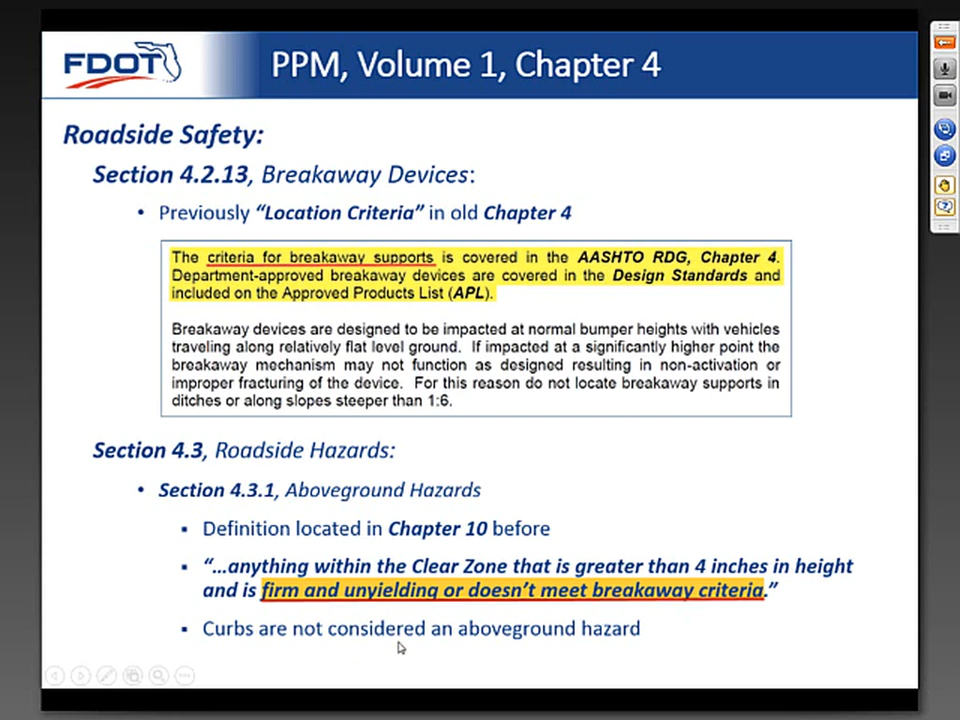 FDOT
PPM, Volume 1, Chapter 4
Roadside Safety:
Section 4.2.13, Breakaway Devices:
• Previously “Location Criteria” in old Chapter 4
The criteria for breakaway supports is covered in the AASHTO RDG, Chapter 4.
Department-approved breakaway devices are covered in the Design Standards and
included on the Approved Products List (APL).
Breakaway devices are designed to be impacted at normal bumper heights with vehicles
traveling along relatively flat level ground. If impacted at a significantly higher point the
breakaway mechanism may not function as designed resulting in non-activation or
improper fracturing of the device. For this reason do not locate breakaway supports in
ditches or along slopes steeper than 1:6.
Section 4.3, Roadside Hazards:
• Section 4.3.1, Aboveground Hazards
▪ Definition located in Chapter 10 before
▪ “…anything within the Clear Zone that is greater than 4 inches in height
and is firm and unyielding or doesn’t meet breakaway criteria.”
▪ Curbs are not considered an aboveground hazard